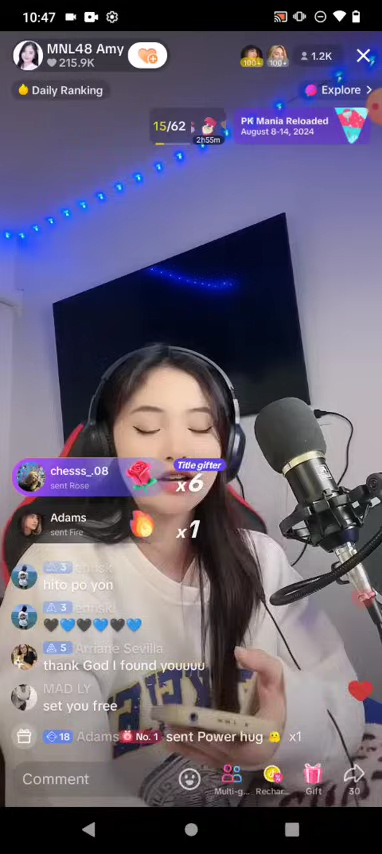 10:47
MNL48 Amy
215.9K
100+ 100+
1.2K
Daily Ranking
Explore
15/62
2h55m
PK Mania Reloaded
August 8-14, 2024
chesss_.08
sent Rose
Title gifter
x6
Adams
sent Fire
x1
3
hito po yon
3
🖤💙🖤💙🖤💙
5 Arriane Sevilla.
thank God I found youuuu
MAD LY
set you free
18 Adams No. 1 sent Power hug x1
Comment
Multi-g...
Rechar...
Gift
30